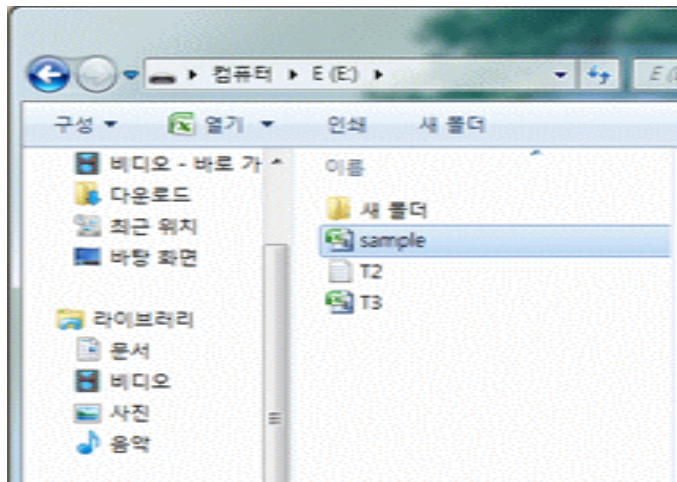 컴퓨터 ▸ E (E:) ▸
E (
구성 열기 인쇄 새 폴더
비디오 - 바로 가
다운로드
최근 위치
바탕 화면
라이브러리
문서
비디오
사진
음악
이름
새 폴더
sample
T2
T3